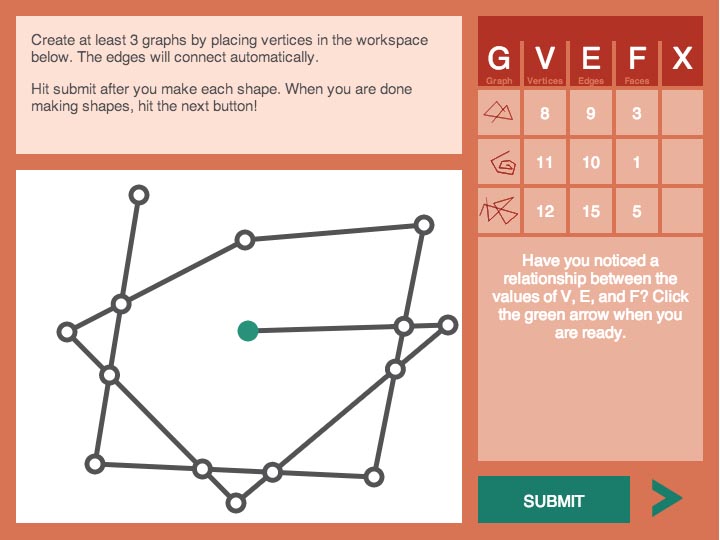 Create at least 3 graphs by placing vertices in the workspace
below. The edges will connect automatically.
Hit submit after you make each shape. When you are done
making shapes, hit the next button!
G V E F X
Graph Vertices Edges Faces
8 9 3
11 10 1
12 15 5
Have you noticed a
relationship between the
values of V, E, and F? Click
the green arrow when you
are ready.
SUBMIT